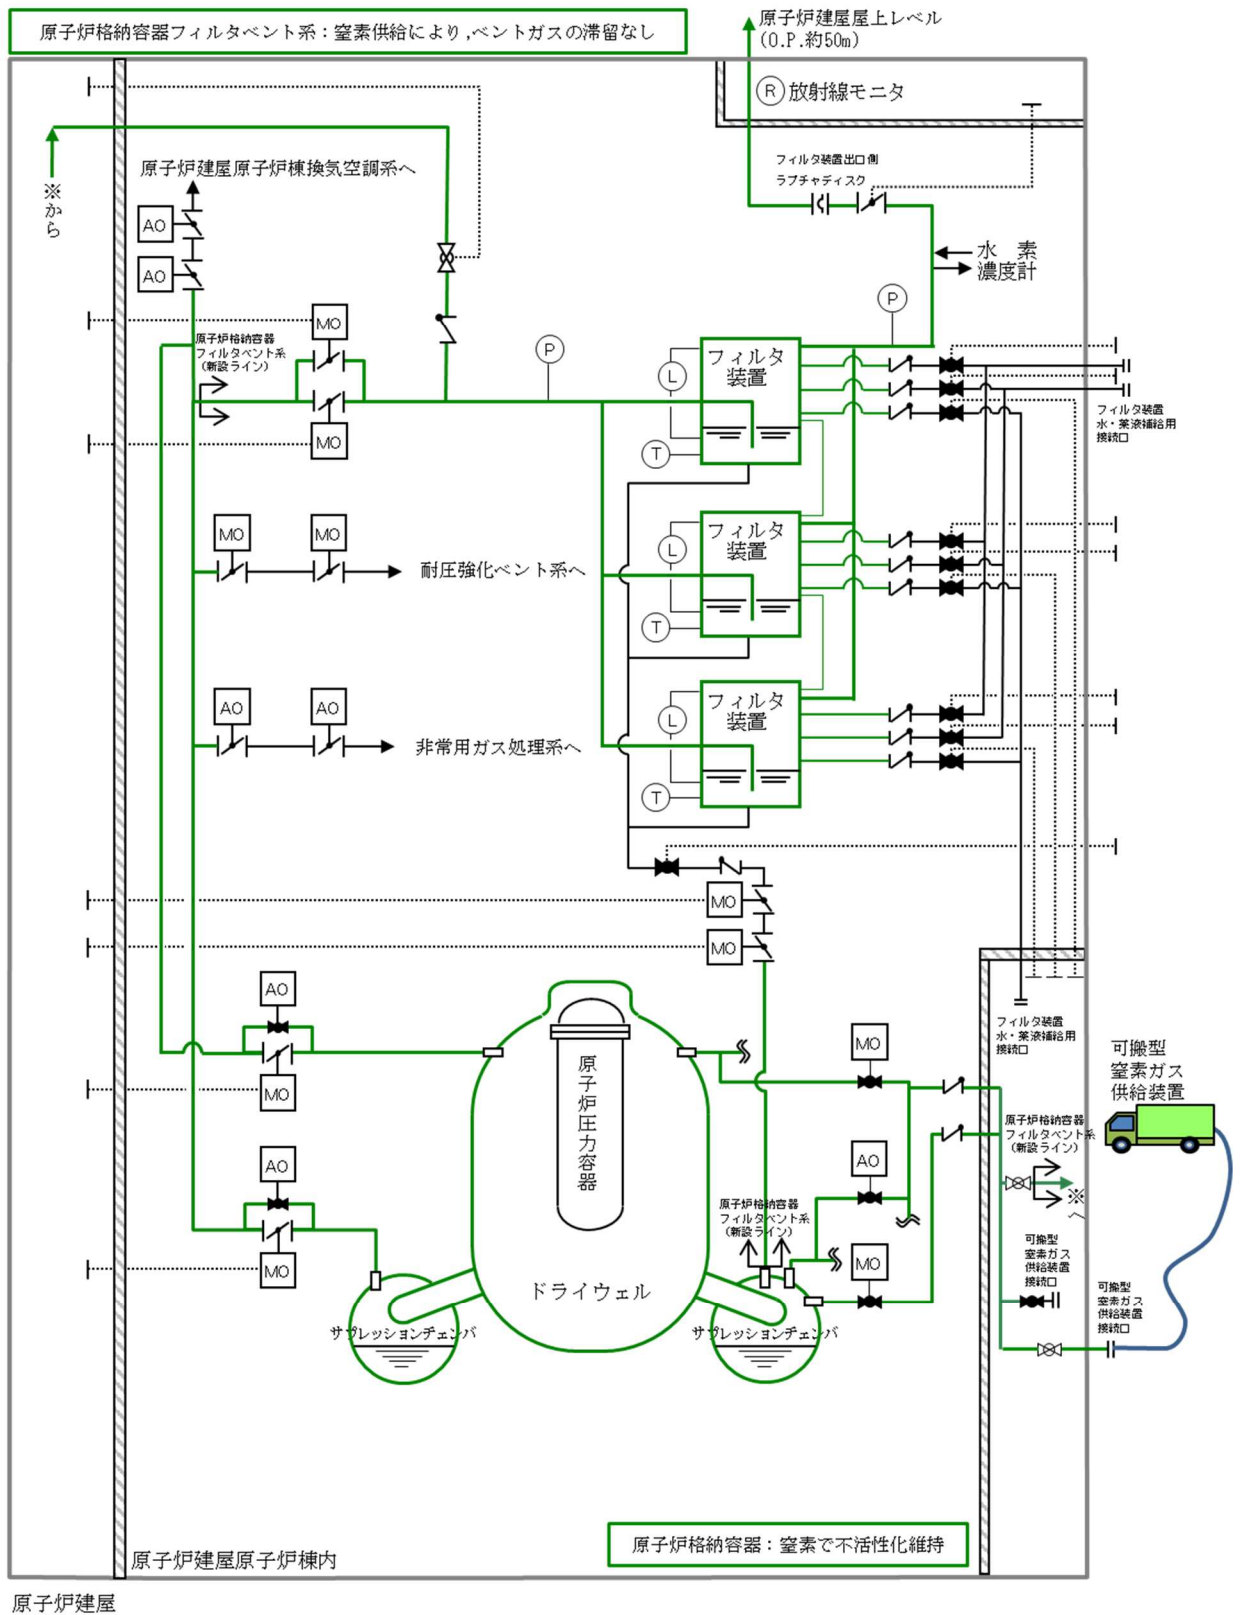 原子炉格納容器フィルタベント系：窒素供給により,ベントガスの滞留なし
原子炉建屋屋上レベル
(O.P.約50m)
R 放射線モニタ
フィルタ装置出口側
ラプチャディスク
※から
原子炉建屋原子炉棟換気空調系へ
AO
AO
水　素
濃度計
P
MO
原子炉格納容器
フィルタベント系
(新設ライン)
P
MO
L
フィルタ
装置
T
フィルタ装置
水・薬液補給用
接続口
MO
MO
耐圧強化ベント系へ
L
フィルタ
装置
T
AO
AO
非常用ガス処理系へ
L
フィルタ
装置
T
MO
MO
AO
MO
原子炉圧力容器
MO
フィルタ装置
水・薬液補給用
接続口
可搬型
窒素ガス
供給装置
原子炉格納容器
フィルタベント系
(新設ライン)
AO
MO
AO
原子炉格納容器
フィルタベント系
(新設ライン)
MO
※へ
ドライウェル
サプレッションチェンバ
サプレッションチェンバ
可搬型
窒素ガス
供給装置
接続口
可搬型
窒素ガス
供給装置
接続口
原子炉格納容器：窒素で不活性化維持
原子炉建屋原子炉棟内
原子炉建屋